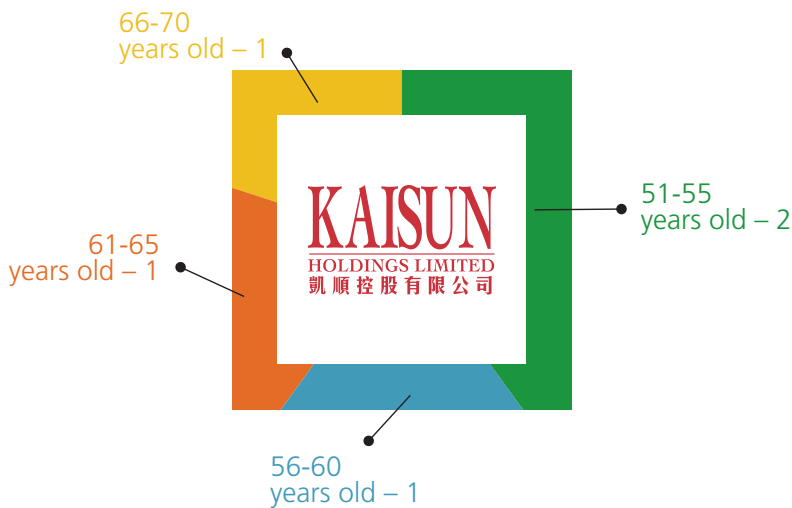 66-70
years old – 1
51-55
years old – 2
61-65
years old – 1
KAISUN
HOLDINGS LIMITED
凱順控股有限公司
56-60
years old – 1